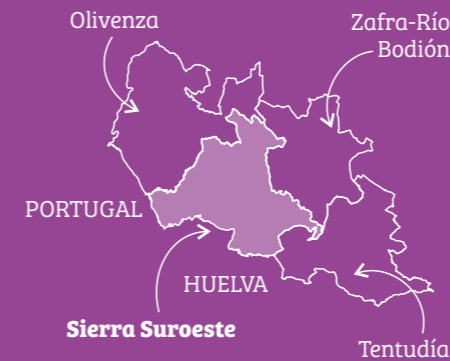 Olivenza
Zafra-Río
Bodión
PORTUGAL
HUELVA
Sierra Suroeste
Tentudía